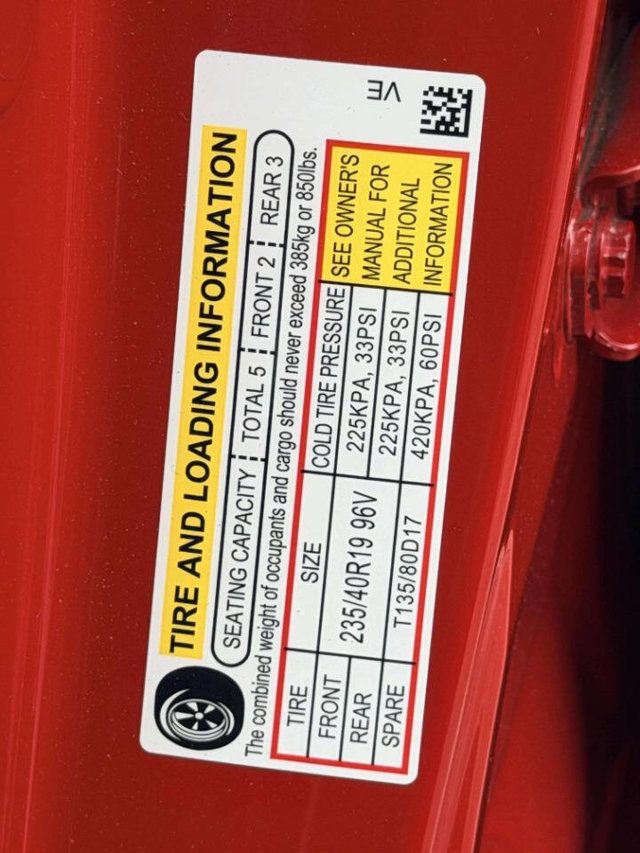 VE
TIRE AND LOADING INFORMATION
SEATING CAPACITY TOTAL 5 FRONT 2 REAR 3
The combined weight of occupants and cargo should never exceed 385kg or 850lbs.
TIRE SIZE COLD TIRE PRESSURE SEE OWNER'S MANUAL FOR ADDITIONAL INFORMATION
FRONT 235/40R19 96V 225KPA, 33PSI
REAR 225KPA, 33PSI
SPARE T135/80D17 420KPA, 60PSI